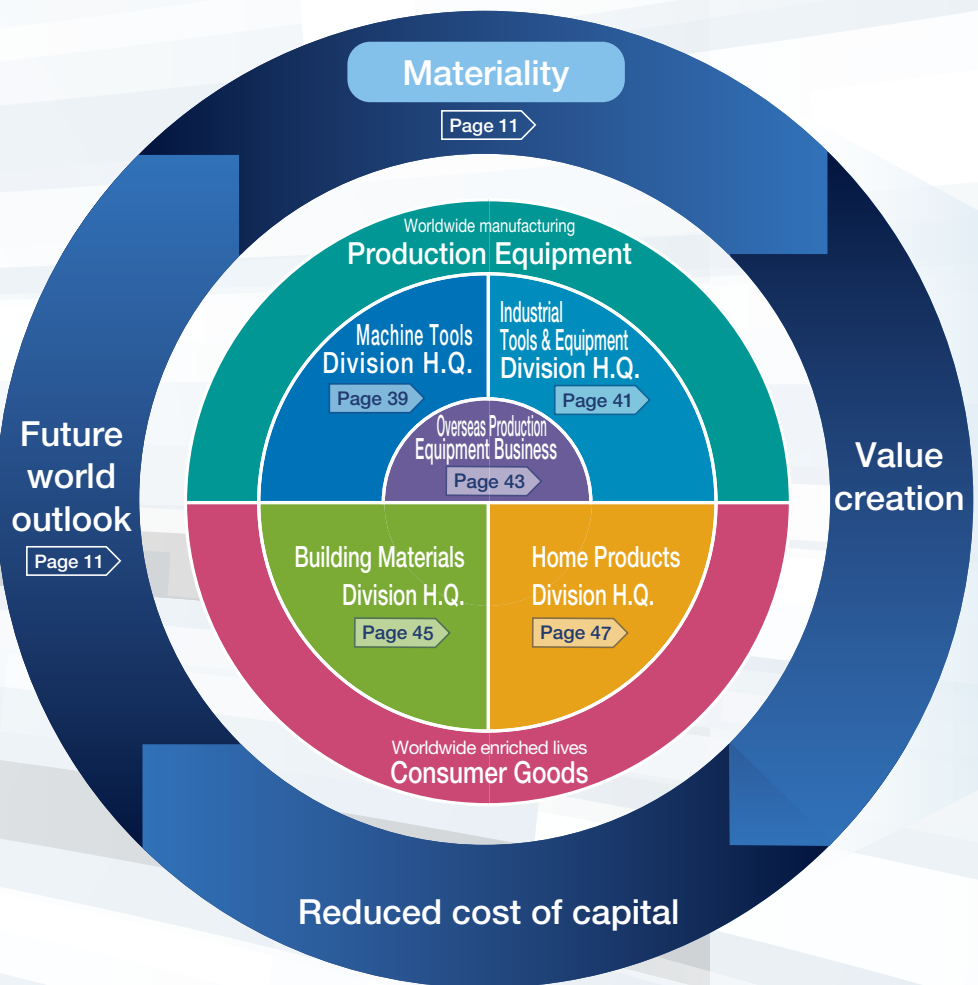 Materiality
Page 11
Worldwide manufacturing
Production Equipment
Machine Tools
Division H.Q.
Page 39
Industrial
Tools & Equipment
Division H.Q.
Page 41
Overseas Production
Equipment Business
Page 43
Future
world
outlook
Page 11
Value
creation
Building Materials
Division H.Q.
Page 45
Home Products
Division H.Q.
Page 47
Worldwide enriched lives
Consumer Goods
Reduced cost of capital